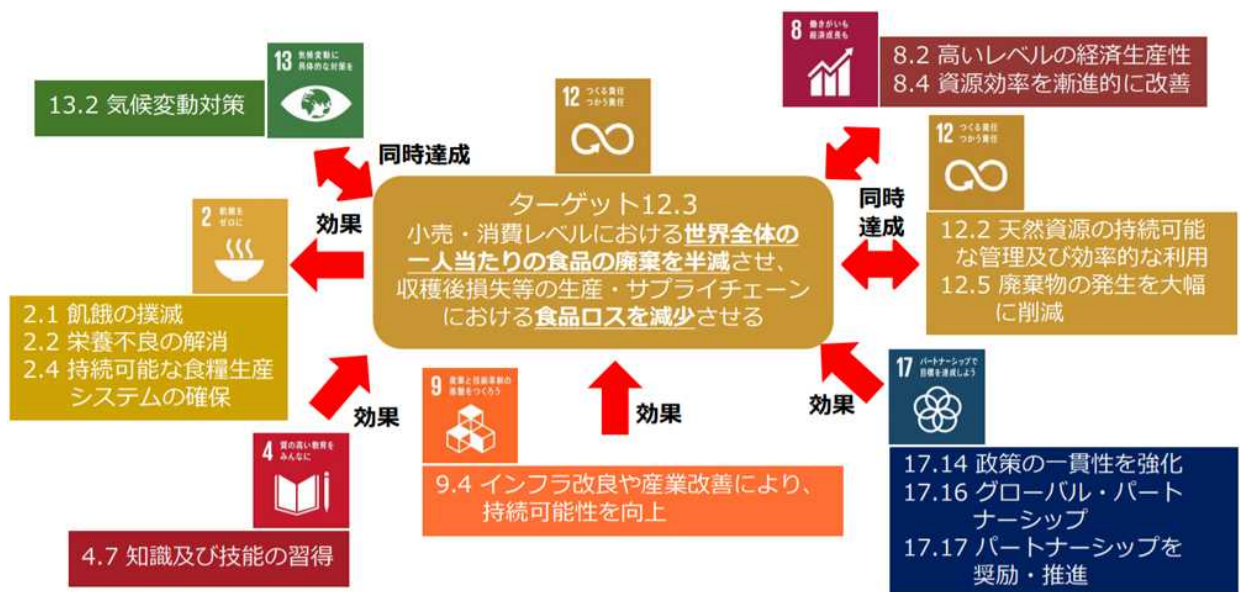 13 気候変動に
具体的な対策を
13.2 気候変動対策
12 つくる責任
つかう責任
8 働きがいも
経済成長も
8.2 高いレベルの経済生産性
8.4 資源効率を漸進的に改善
同時達成
12 つくる責任
つかう責任
同時
達成
2 飢餓を
ゼロに
効果
ターゲット12.3
小売・消費レベルにおける世界全体の
一人当たりの食品の廃棄を半減させ、
収穫後損失等の生産・サプライチェーン
における食品ロスを減少させる
12.2 天然資源の持続可能
な管理及び効率的な利用
12.5 廃棄物の発生を大幅
に削減
2.1 飢餓の撲滅
2.2 栄養不良の解消
2.4 持続可能な食糧生産
システムの確保
効果
4 質の高い教育を
みんなに
4.7 知識及び技能の習得
9 産業と技術革新の
基盤をつくろう
効果
9.4 インフラ改良や産業改善により、
持続可能性を向上
効果
17 パートナーシップで
目標を達成しよう
17.14 政策の一貫性を強化
17.16 グローバル・パート
ナーシップ
17.17 パートナーシップを
奨励・推進